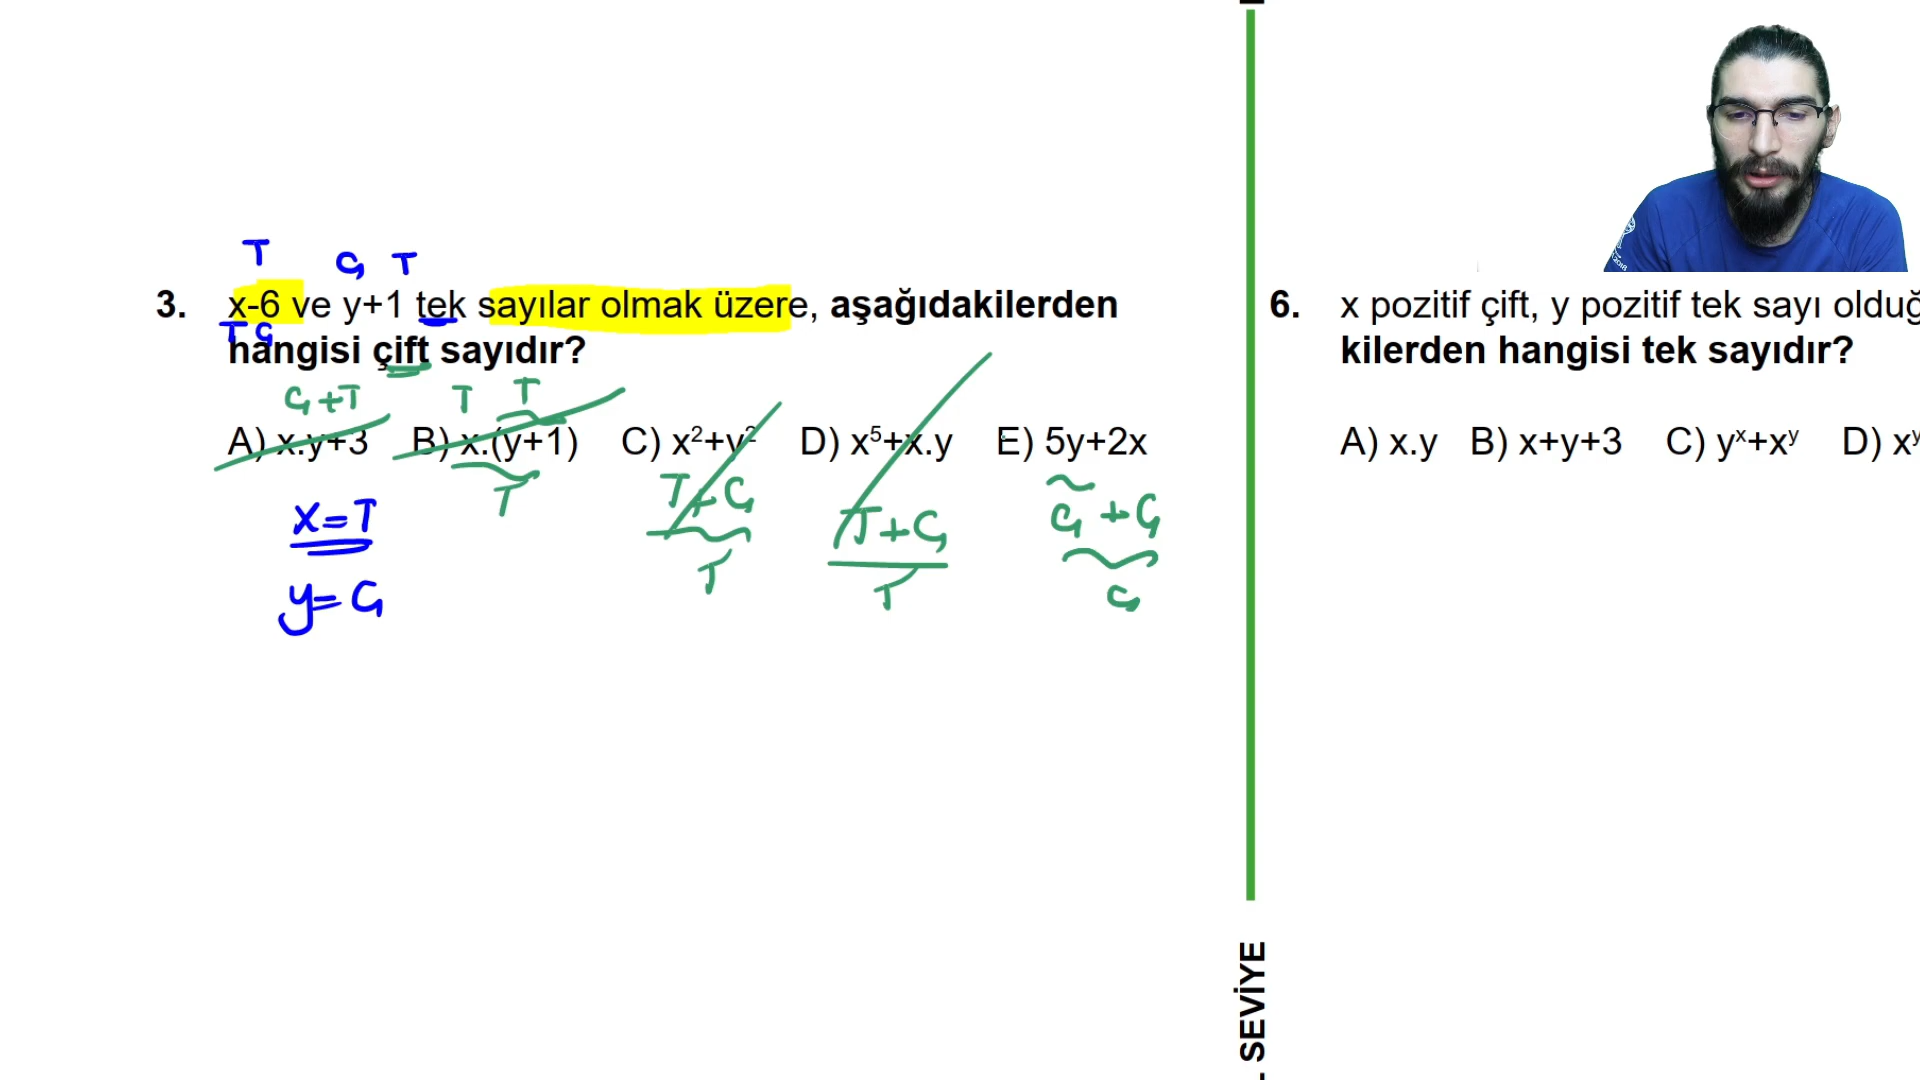 T
Ç T
3. x-6 ve y+1 tek sayılar olmak üzere, aşağıdakilerden
T Ç
hangisi çift sayıdır?
Ç+T T T
A) x.y+3 B) x.(y+1) C) x²+y² D) x⁵+x.y E) 5y+2x
T T+Ç T+Ç Ç+Ç
x=T
T T Ç
y=Ç
6. x pozitif çift, y pozitif tek sayı olduğ
kilerden hangisi tek sayıdır?
A) x.y B) x+y+3 C) yˣ+xʸ D) xʸ
SEVİYE